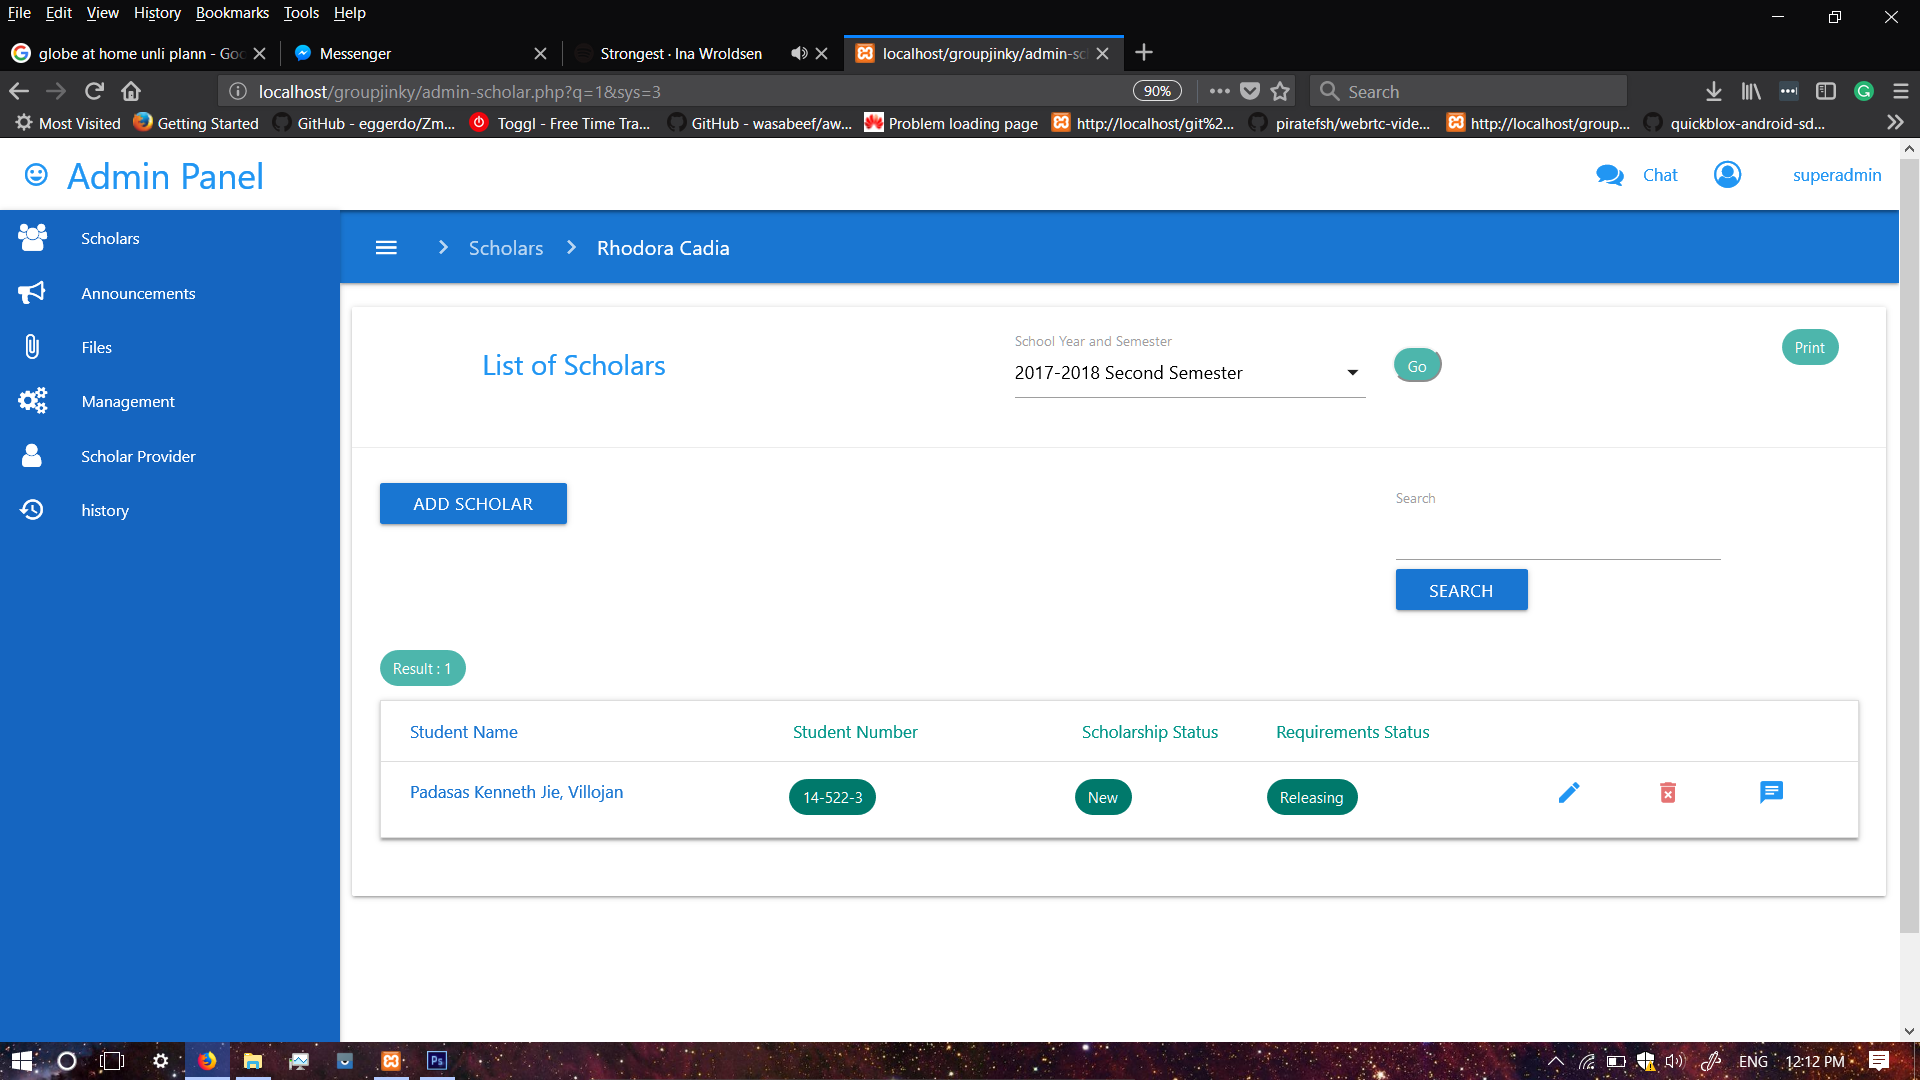 File Edit View History Bookmarks Tools Help
globe at home unli plann - Goo
Messenger
Strongest · Ina Wroldsen
localhost/groupjinky/admin-sch
localhost/groupjinky/admin-scholar.php?q=1&sys=3
90%
Search
Most Visited
Getting Started
GitHub - eggerdo/Zm...
Toggl - Free Time Tra...
GitHub - wasabeef/aw...
Problem loading page
http://localhost/git%2...
piratefsh/webrtc-vide...
http://localhost/group...
quickblox-android-sd...
Admin Panel
Chat
superadmin
Scholars
Announcements
Files
Management
Scholar Provider
history
Scholars
Rhodora Cadia
List of Scholars
School Year and Semester
2017-2018 Second Semester
Go
Print
ADD SCHOLAR
Search
SEARCH
Result : 1
Student Name Student Number Scholarship Status Requirements Status
Padasas Kenneth Jie, Villojan 14-522-3 New Releasing
Ps
ENG 12:12 PM